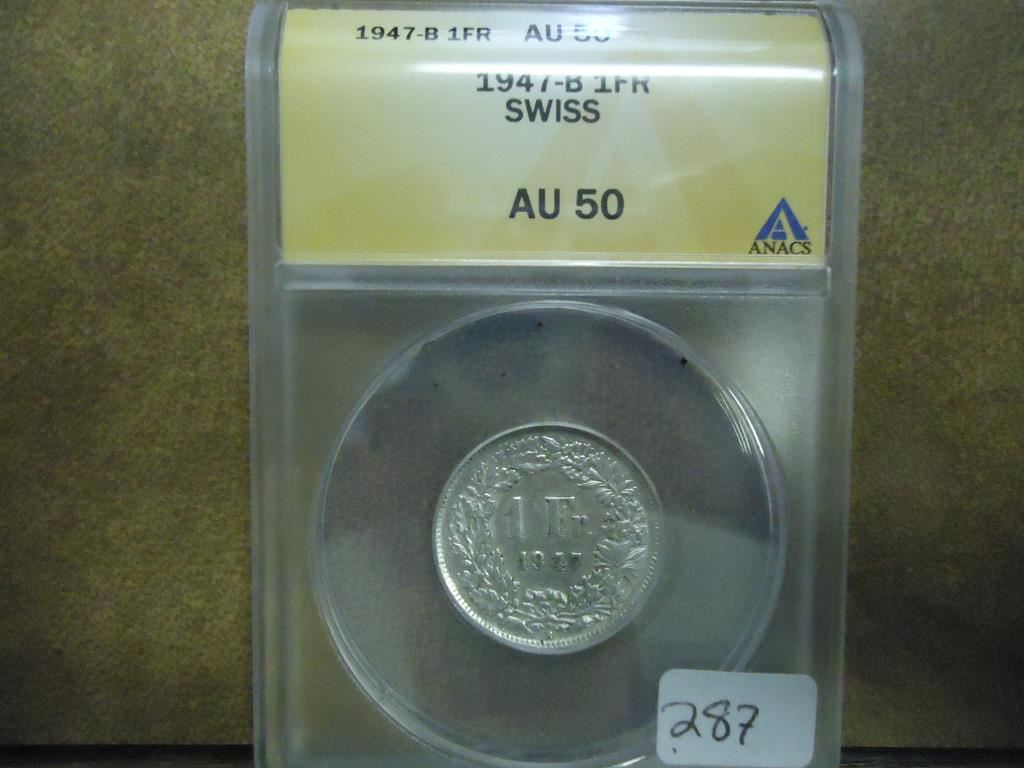 1947-B 1FR AU 50
1947-B 1FR
SWISS
AU 50
ANACS
1 Fr.
1947
B
287